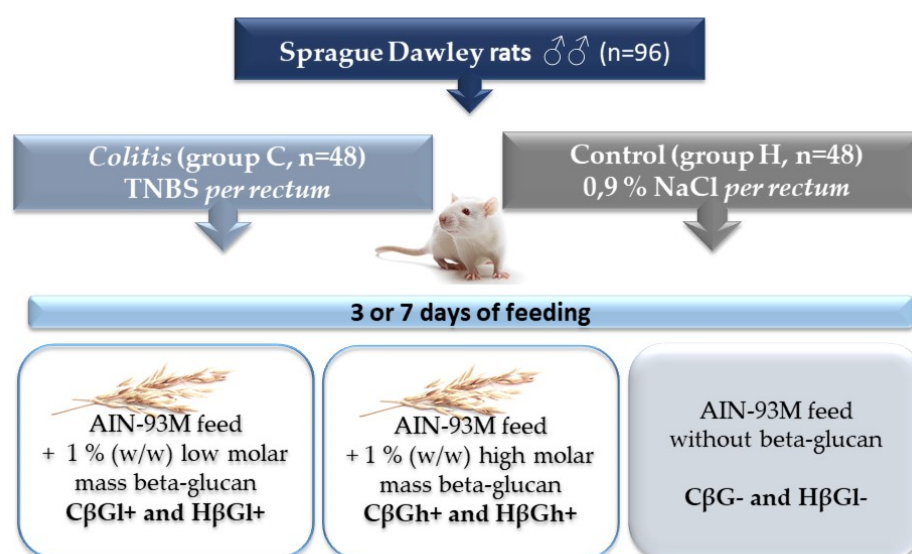 Sprague Dawley rats ♂♂ (n=96)
Colitis (group C, n=48)
TNBS per rectum
Control (group H, n=48)
0,9 % NaCl per rectum
3 or 7 days of feeding
AIN-93M feed
+ 1 % (w/w) low molar
mass beta-glucan
CβGl+ and HβGl+
AIN-93M feed
+ 1 % (w/w) high molar
mass beta-glucan
CβGh+ and HβGh+
AIN-93M feed
without beta-glucan
CβG- and HβGl-